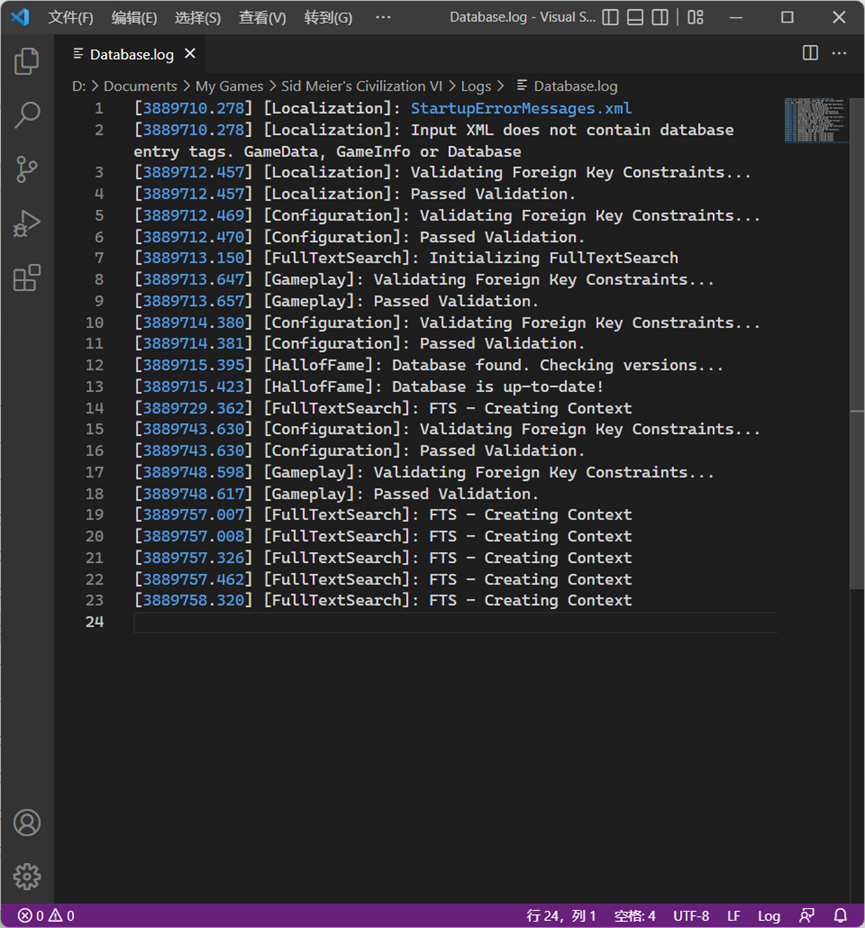 文件(F) 编辑(E) 选择(S) 查看(V) 转到(G) ··· Database.log - Visual S...
Database.log
D: > Documents > My Games > Sid Meier's Civilization VI > Logs > Database.log
1 [3889710.278] [Localization]: StartupErrorMessages.xml
2 [3889710.278] [Localization]: Input XML does not contain database
entry tags. GameData, GameInfo or Database
3 [3889712.457] [Localization]: Validating Foreign Key Constraints...
4 [3889712.457] [Localization]: Passed Validation.
5 [3889712.469] [Configuration]: Validating Foreign Key Constraints...
6 [3889712.470] [Configuration]: Passed Validation.
7 [3889713.150] [FullTextSearch]: Initializing FullTextSearch
8 [3889713.647] [Gameplay]: Validating Foreign Key Constraints...
9 [3889713.657] [Gameplay]: Passed Validation.
10 [3889714.380] [Configuration]: Validating Foreign Key Constraints...
11 [3889714.381] [Configuration]: Passed Validation.
12 [3889715.395] [HallofFame]: Database found. Checking versions...
13 [3889715.423] [HallofFame]: Database is up-to-date!
14 [3889729.362] [FullTextSearch]: FTS - Creating Context
15 [3889743.630] [Configuration]: Validating Foreign Key Constraints...
16 [3889743.630] [Configuration]: Passed Validation.
17 [3889748.598] [Gameplay]: Validating Foreign Key Constraints...
18 [3889748.617] [Gameplay]: Passed Validation.
19 [3889757.007] [FullTextSearch]: FTS - Creating Context
20 [3889757.008] [FullTextSearch]: FTS - Creating Context
21 [3889757.326] [FullTextSearch]: FTS - Creating Context
22 [3889757.462] [FullTextSearch]: FTS - Creating Context
23 [3889758.320] [FullTextSearch]: FTS - Creating Context
24
0 0 行 24，列 1 空格: 4 UTF-8 LF Log